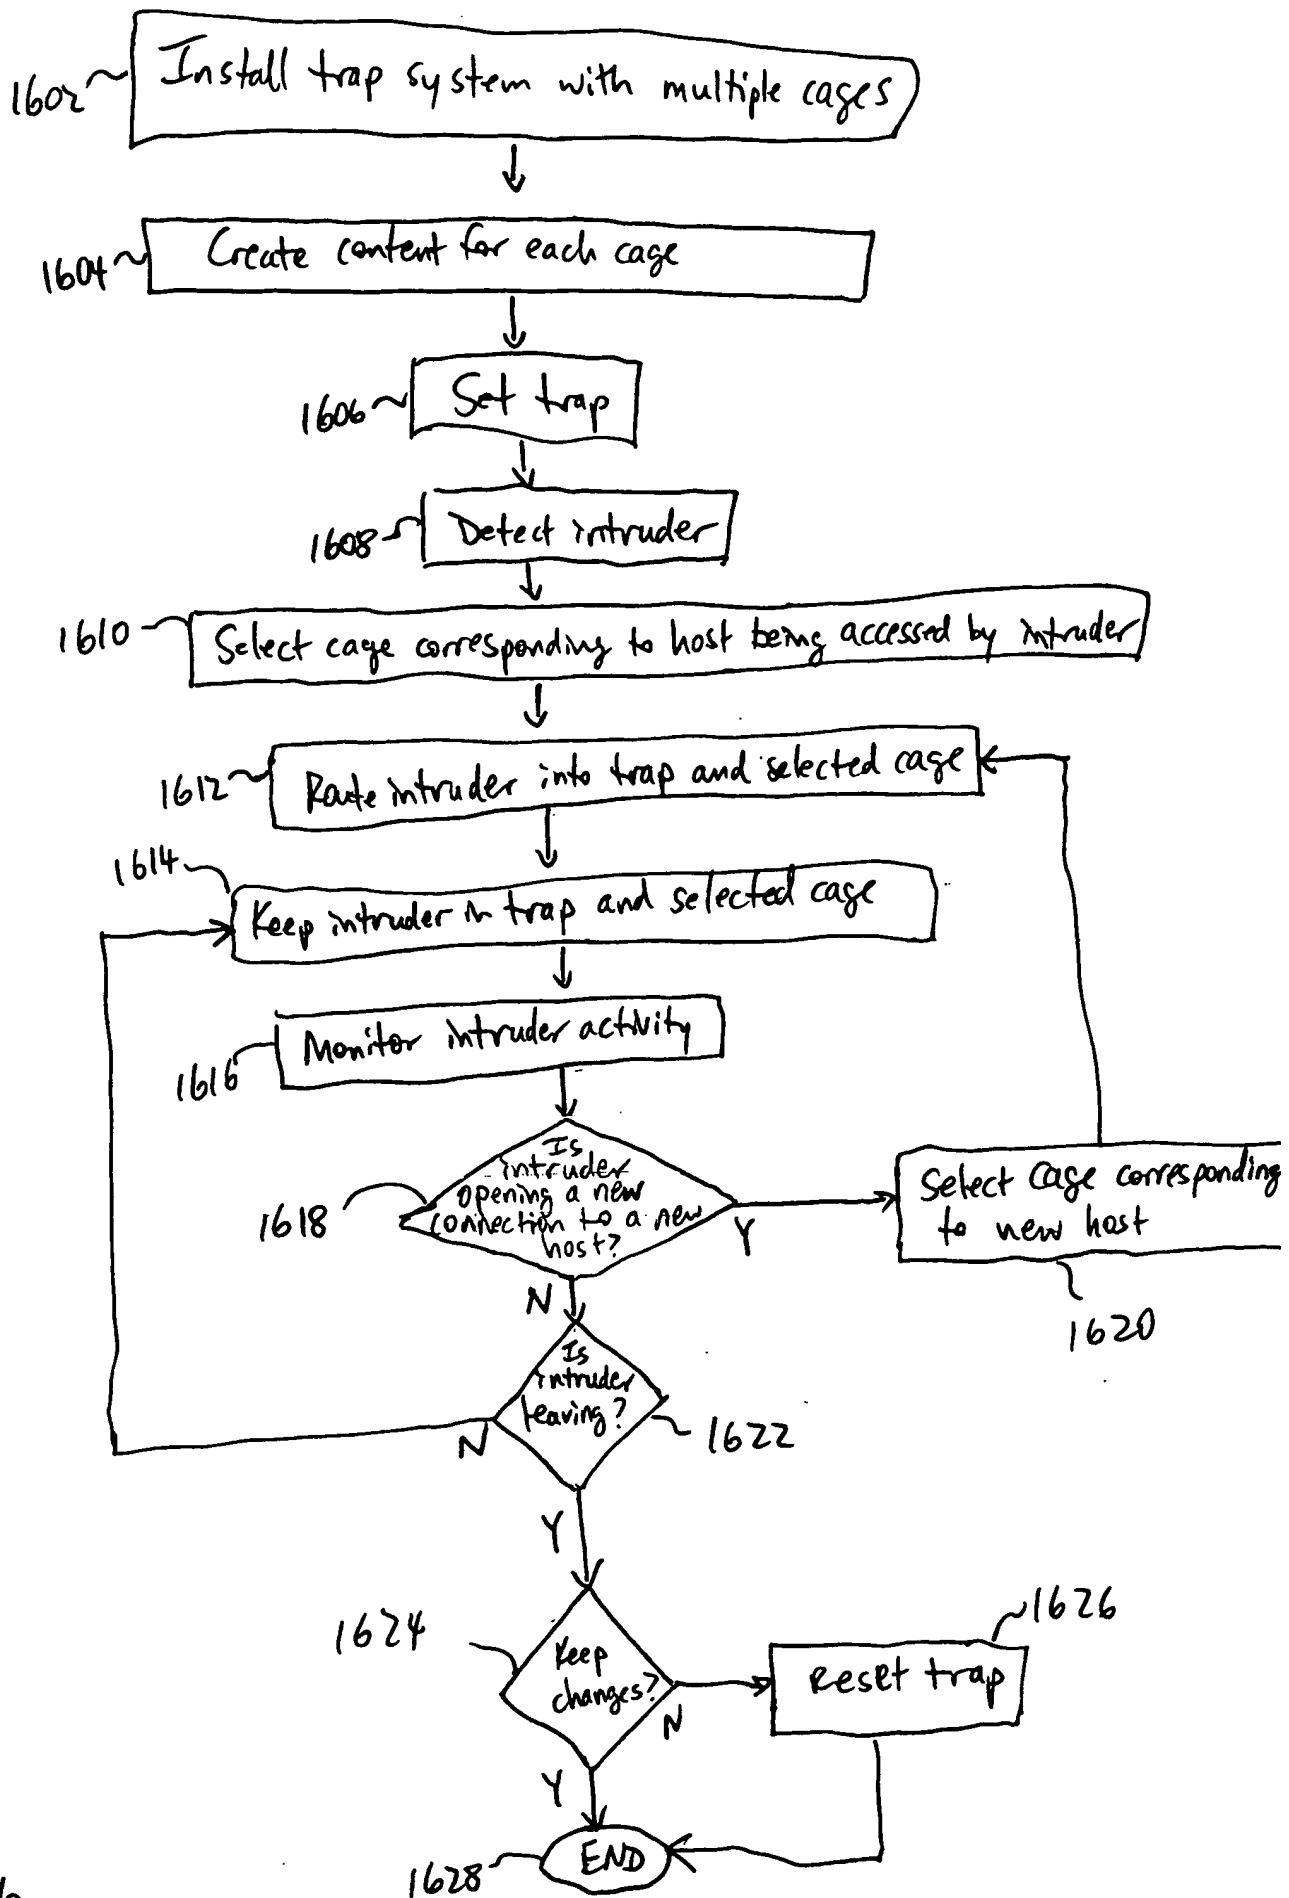 1602
Install trap system with multiple cages
1604
Create content for each cage
1606
Set trap
1608
Detect intruder
1610
Select cage corresponding to host being accessed by intruder
1612
Route intruder into trap and selected cage
1614
Keep intruder in trap and selected cage
1616
Monitor intruder activity
1618
Is
intruder
opening a new
connection to a new
host?
Y
Select cage corresponding
to new host
1620
N
Is
intruder
leaving?
1622
N
Y
1624
Keep
changes?
N
1626
Reset trap
Y
END
1628